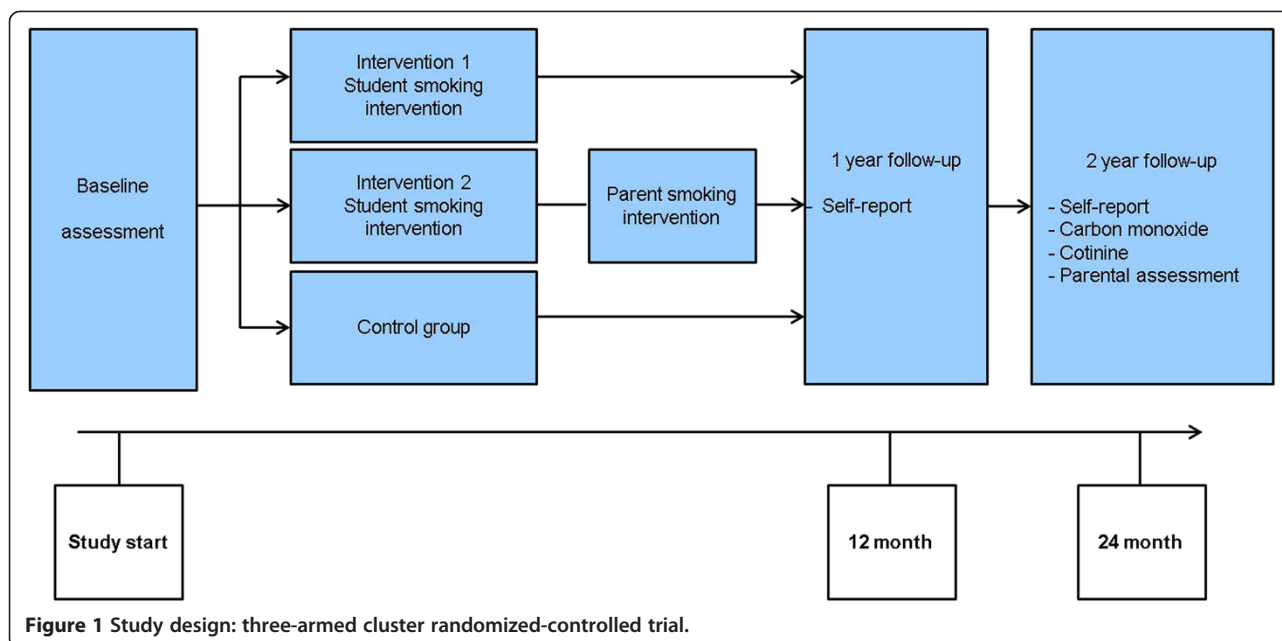 Baseline
assessment
Intervention 1
Student smoking
intervention
Intervention 2
Student smoking
intervention
Control group
Parent smoking
intervention
1 year follow-up
- Self-report
2 year follow-up
- Self-report
- Carbon monoxide
- Cotinine
- Parental assessment
Study start
12 month
24 month
Figure 1 Study design: three-armed cluster randomized-controlled trial.